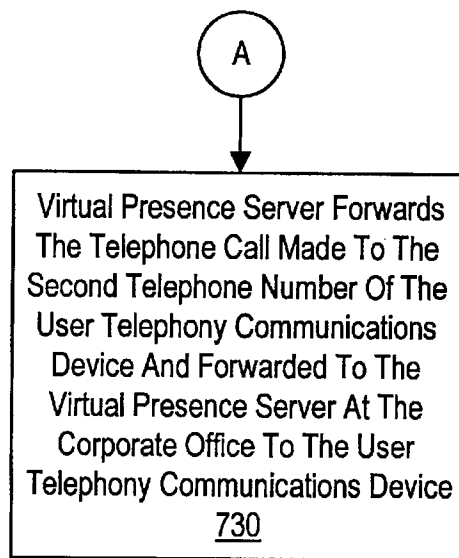 A
Virtual Presence Server Forwards
The Telephone Call Made To The
Second Telephone Number Of The
User Telephony Communications
Device And Forwarded To The
Virtual Presence Server At The
Corporate Office To The User
Telephony Communications Device
730